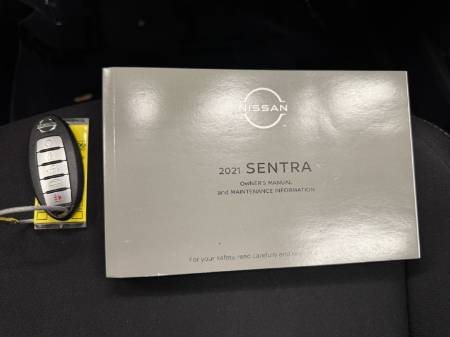 NISSAN
2021 SENTRA
OWNER'S MANUAL
and MAINTENANCE INFORMATION
For your safety, read carefully and